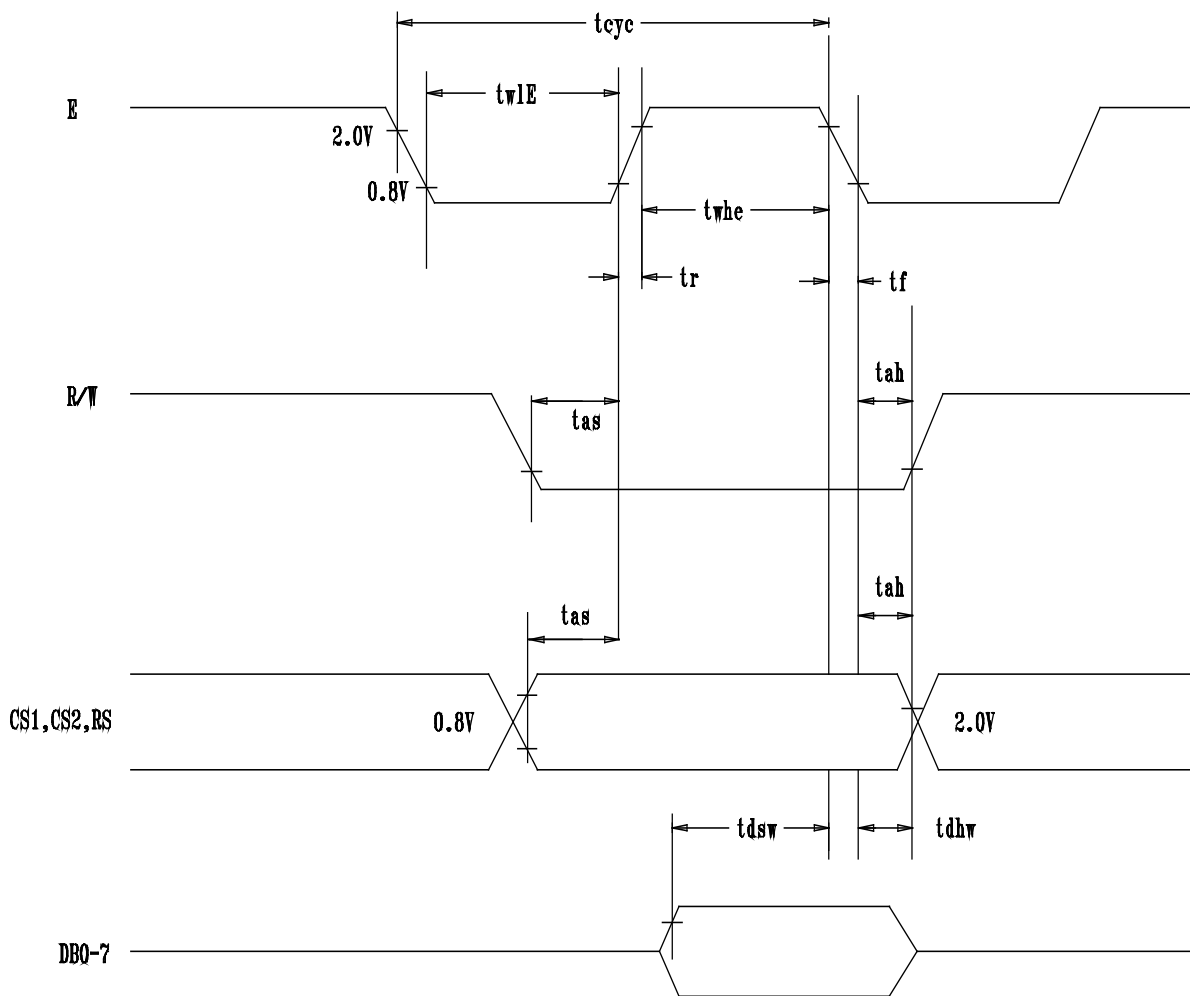 tcyc
twlE
E
2.0V
0.8V
twhe
tr
tf
tah
R/W
tas
tah
tas
CS1,CS2,RS
0.8V
2.0V
tdsw
tdhw
DB0-7